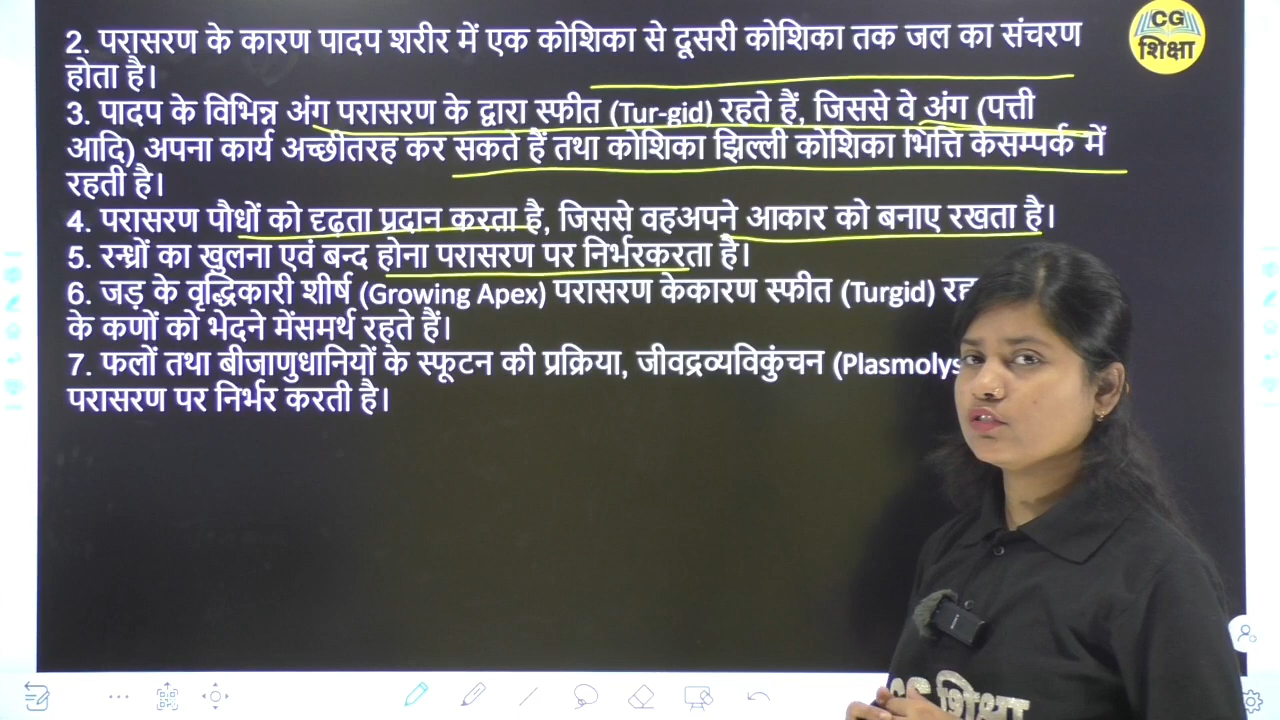 CG
शिक्षा
2. परासरण के कारण पादप शरीर में एक कोशिका से दूसरी कोशिका तक जल का संचरण
होता है।
3. पादप के विभिन्न अंग परासरण के द्वारा स्फीत (Tur-gid) रहते हैं, जिससे वे अंग (पत्ती
आदि) अपना कार्य अच्छीतरह कर सकते हैं तथा कोशिका झिल्ली कोशिका भित्ति केसम्पर्क में
रहती है।
4. परासरण पौधों को दृढ़ता प्रदान करता है, जिससे वहअपने आकार को बनाए रखता है।
5. रन्ध्रों का खुलना एवं बन्द होना परासरण पर निर्भरकरता है।
6. जड़ के वृद्धिकारी शीर्ष (Growing Apex) परासरण केकारण स्फीत (Turgid)
के कणों को भेदने मेंसमर्थ रहते हैं।
7. फलों तथा बीजाणुधानियों के स्फूटन की प्रक्रिया, जीवद्रव्यविकुंचन
परासरण पर निर्भर करती है।
शिक्षा